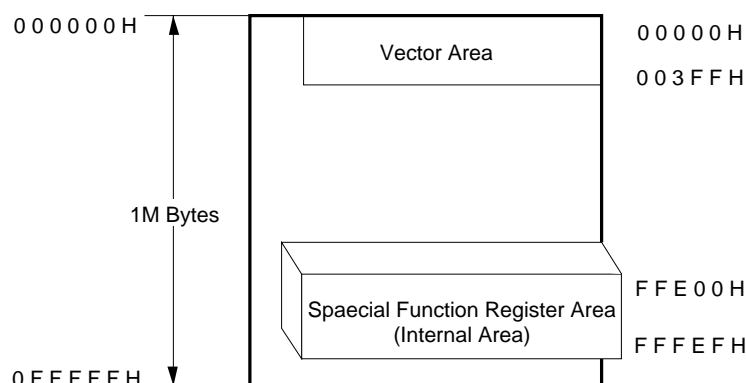 000000H
Vector Area
00000H
003FFH
1M Bytes
Spaecial Function Register Area
(Internal Area)
FFE00H
FFFEFH
0FFFFFH